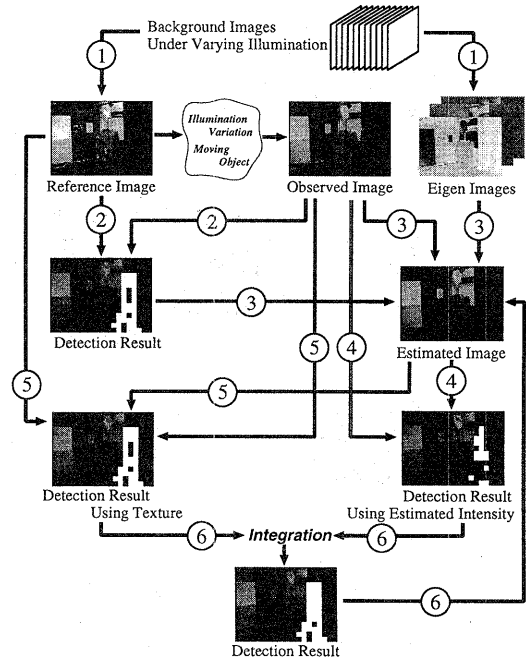 Background Images
Under Varying Illumination
1
1
Illumination
Variation
Moving
Object
Reference Image
Observed Image
Eigen Images
2
2
3
3
Detection Result
3
Estimated Image
5
5
4
5
4
Detection Result
Using Texture
Detection Result
Using Estimated Intensity
6
Integration
6
6
Detection Result